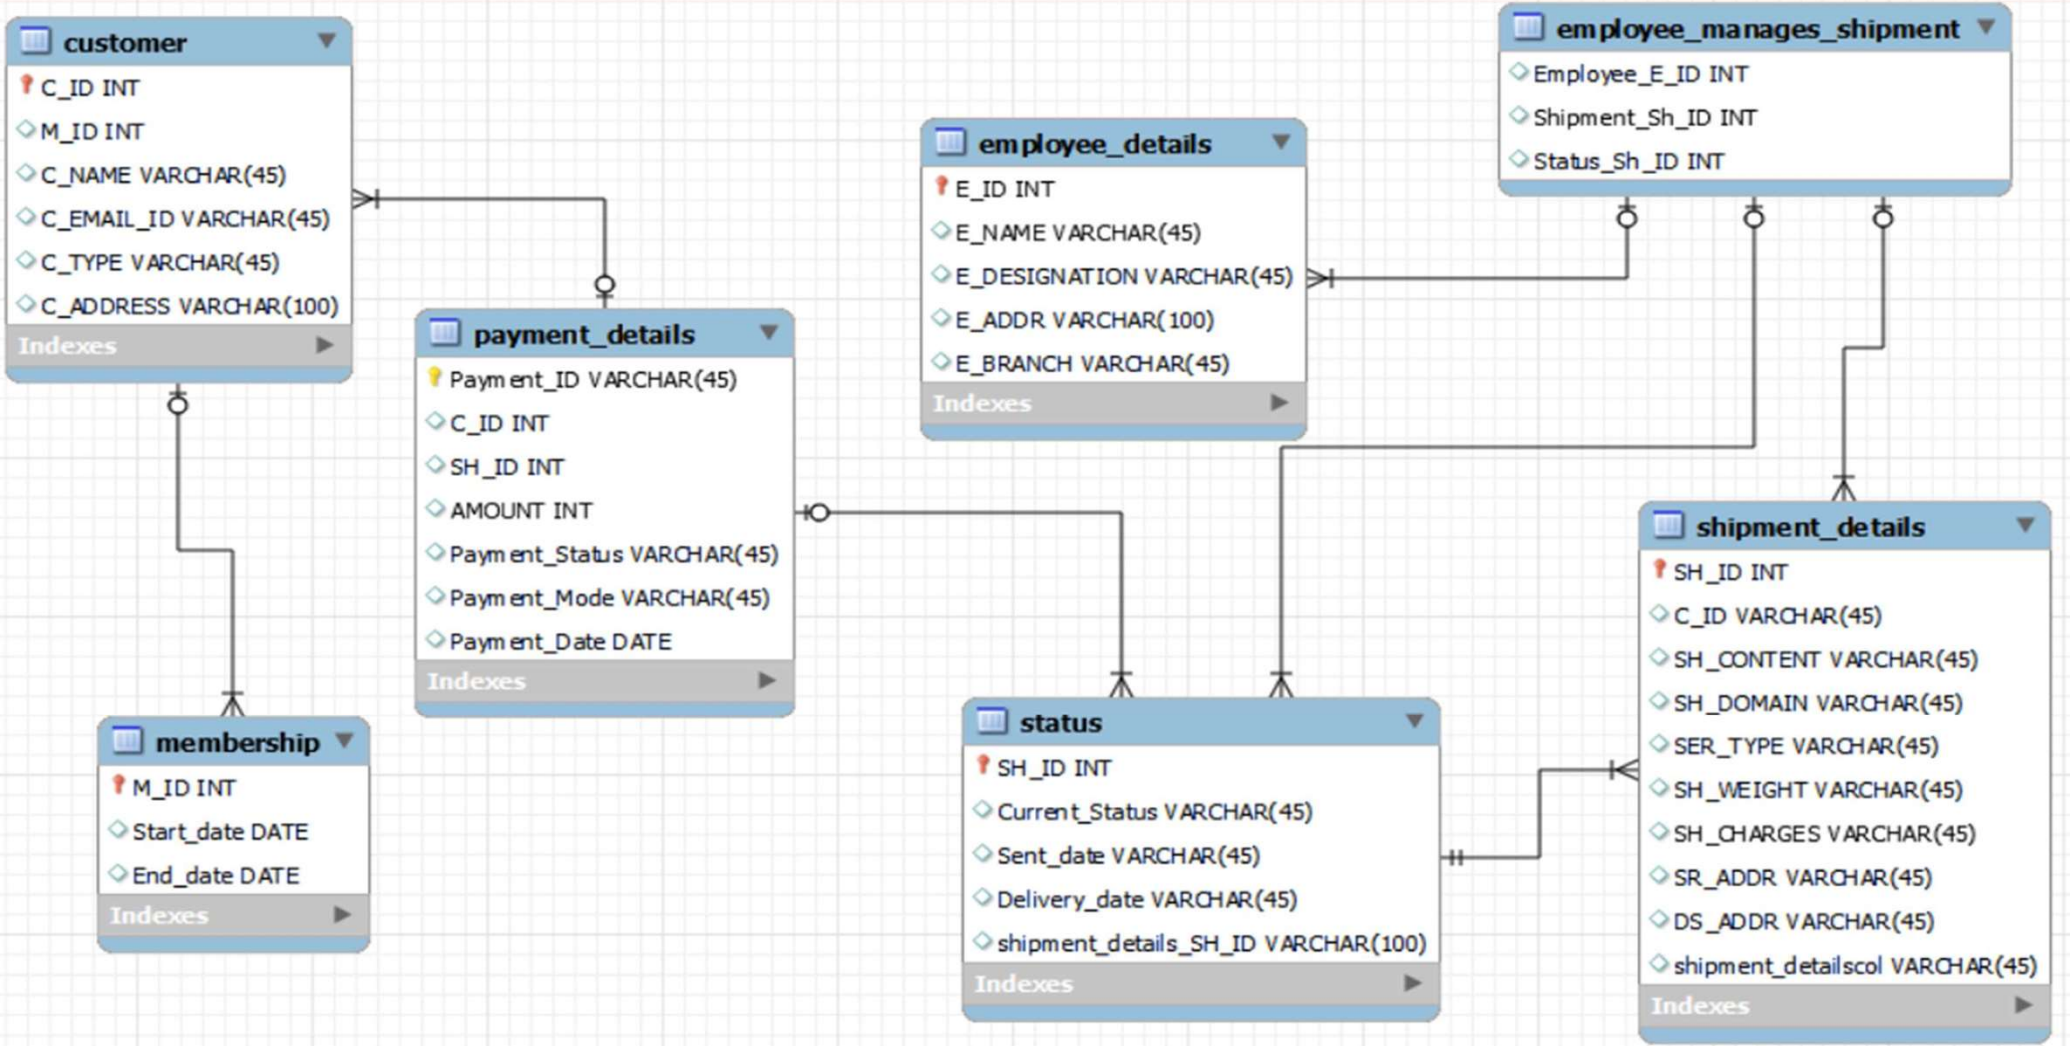 customer
C_ID INT
M_ID INT
C_NAME VARCHAR(45)
C_EMAIL_ID VARCHAR(45)
C_TYPE VARCHAR(45)
C_ADDRESS VARCHAR(100)
Indexes
payment_details
Payment_ID VARCHAR(45)
C_ID INT
SH_ID INT
AMOUNT INT
Payment_Status VARCHAR(45)
Payment_Mode VARCHAR(45)
Payment_Date DATE
Indexes
membership
M_ID INT
Start_date DATE
End_date DATE
Indexes
employee_details
E_ID INT
E_NAME VARCHAR(45)
E_DESIGNATION VARCHAR(45)
E_ADDR VARCHAR(100)
E_BRANCH VARCHAR(45)
Indexes
employee_manages_shipment
Employee_E_ID INT
Shipment_Sh_ID INT
Status_Sh_ID INT
status
SH_ID INT
Current_Status VARCHAR(45)
Sent_date VARCHAR(45)
Delivery_date VARCHAR(45)
shipment_details_SH_ID VARCHAR(100)
Indexes
shipment_details
SH_ID INT
C_ID VARCHAR(45)
SH_CONTENT VARCHAR(45)
SH_DOMAIN VARCHAR(45)
SER_TYPE VARCHAR(45)
SH_WEIGHT VARCHAR(45)
SH_CHARGES VARCHAR(45)
SR_ADDR VARCHAR(45)
DS_ADDR VARCHAR(45)
shipment_detailscol VARCHAR(45)
Indexes